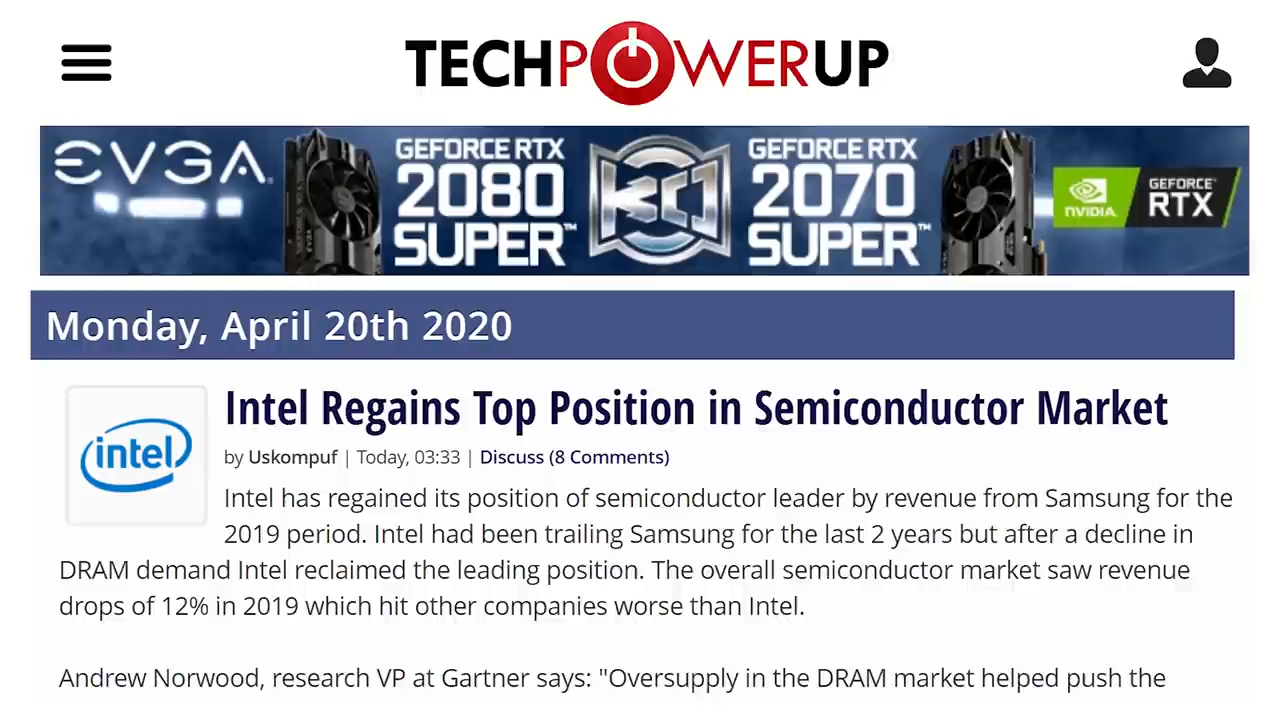 TECHPOWERUP
EVGA
GEFORCE RTX
2080
SUPER™
GEFORCE RTX
2070
SUPER™
NVIDIA
GEFORCE
RTX
Monday, April 20th 2020
intel
Intel Regains Top Position in Semiconductor Market
by Uskompuf | Today, 03:33 | Discuss (8 Comments)
Intel has regained its position of semiconductor leader by revenue from Samsung for the
2019 period. Intel had been trailing Samsung for the last 2 years but after a decline in
DRAM demand Intel reclaimed the leading position. The overall semiconductor market saw revenue
drops of 12% in 2019 which hit other companies worse than Intel.
Andrew Norwood, research VP at Gartner says: "Oversupply in the DRAM market helped push the